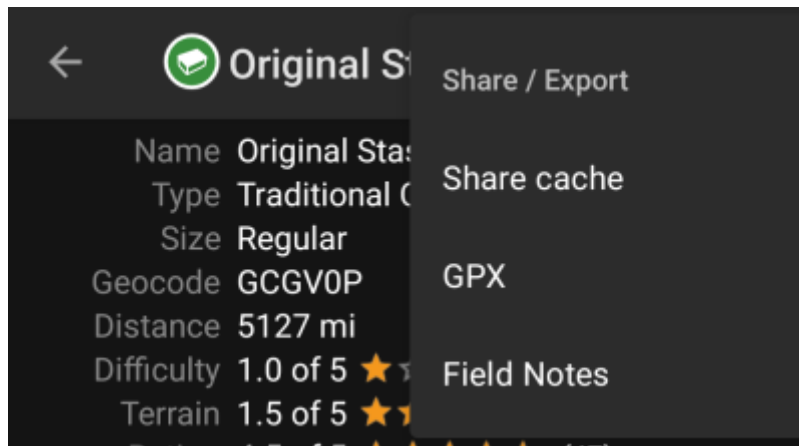 Original St
Share / Export
Name Original Stas
Share cache
Type Traditional C
Size Regular
GPX
Geocode GCGV0P
Distance 5127 mi
Difficulty 1.0 of 5
Field Notes
Terrain 1.5 of 5